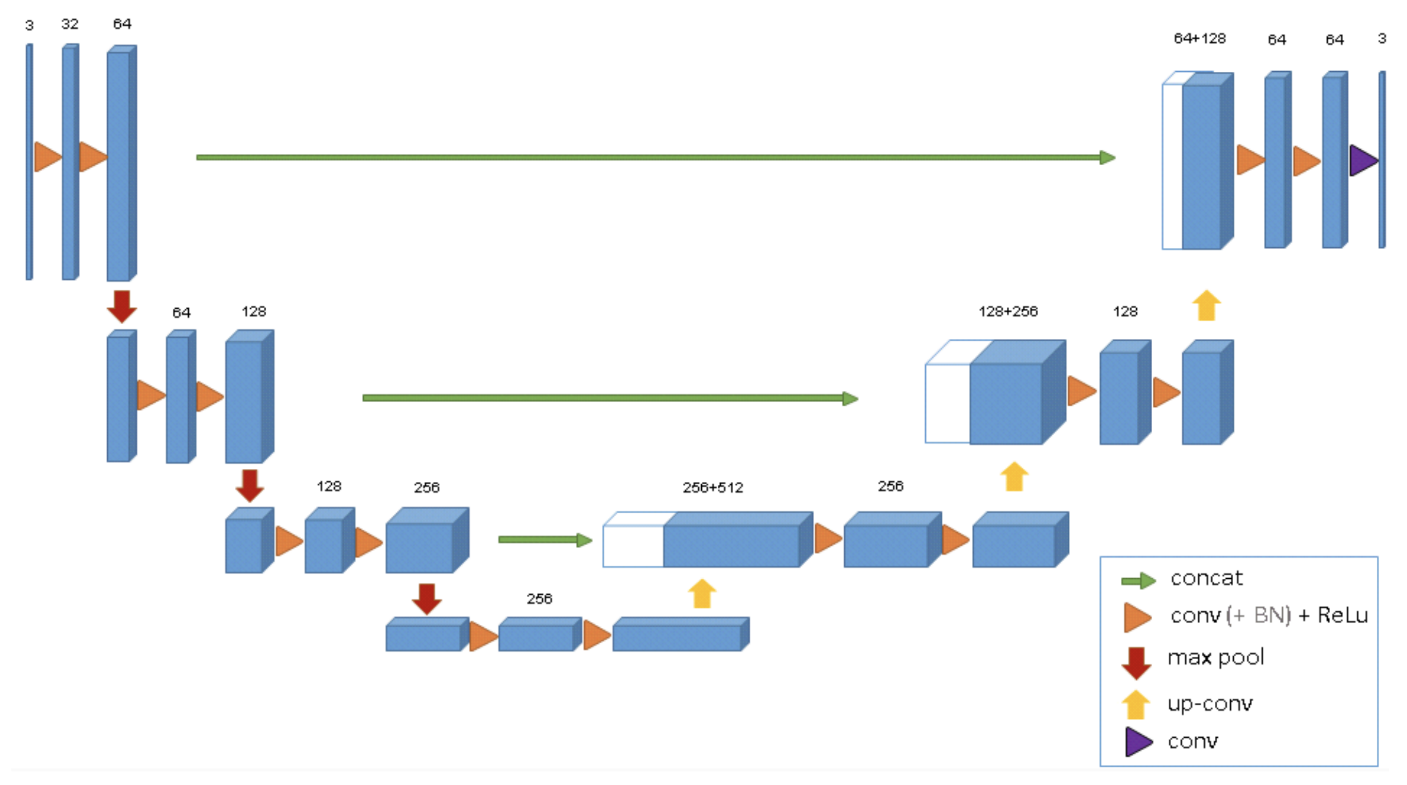 3 32 64
64+128 64 64 3
64 128
128+256 128
128 256
256+512 256
256
concat
conv (+ BN) + ReLu
max pool
up-conv
conv